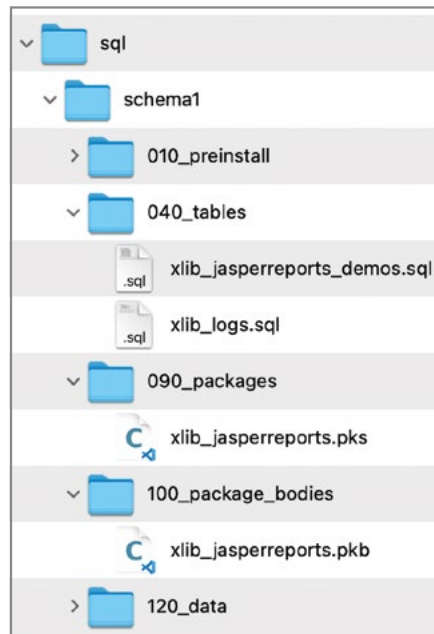 sql
schema1
010_preinstall
040_tables
.sql xlib_jasperreports_demos.sql
.sql xlib_logs.sql
090_packages
C xlib_jasperreports.pks
100_package_bodies
C xlib_jasperreports.pkb
120_data